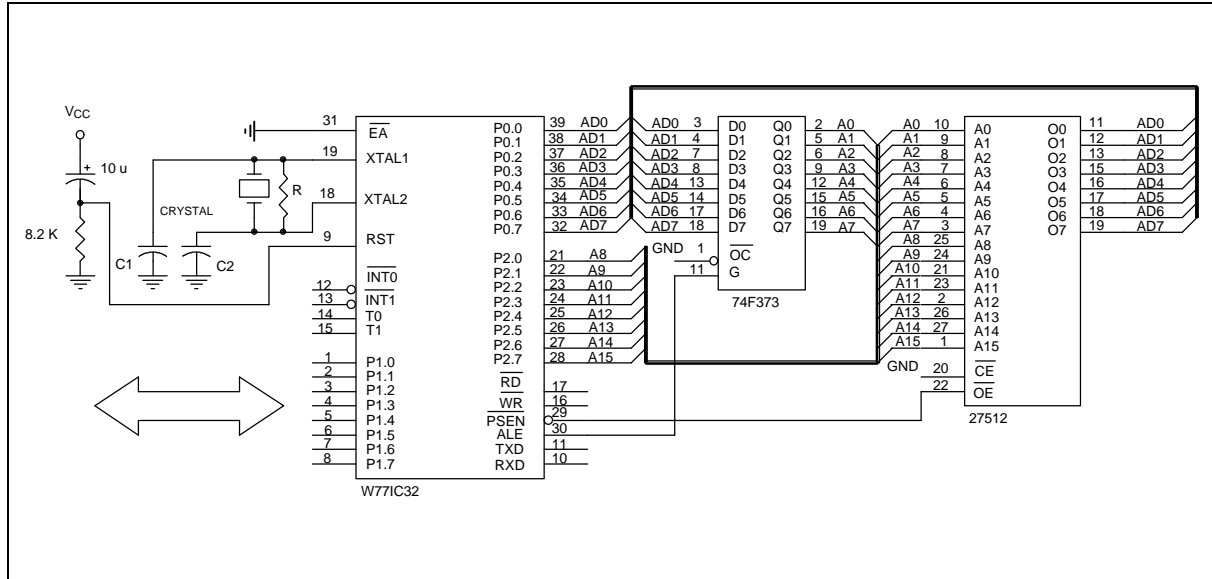 VCC
+
10 u
8.2 K
C1
CRYSTAL
C2
R
31 EA
19 XTAL1
18 XTAL2
9 RST
INT0
12
INT1
13
14 T0
15 T1
1 P1.0
2 P1.1
3 P1.2
4 P1.3
5 P1.4
6 P1.5
7 P1.6
8 P1.7
P0.0 39 AD0
P0.1 38 AD1
P0.2 37 AD2
P0.3 36 AD3
P0.4 35 AD4
P0.5 34 AD5
P0.6 33 AD6
P0.7 32 AD7
P2.0 21 A8
P2.1 22 A9
P2.2 23 A10
P2.3 24 A11
P2.4 25 A12
P2.5 26 A13
P2.6 27 A14
P2.7 28 A15
RD 17
WR 16
PSEN 29
ALE 30
TXD 11
RXD 10
W77IC32
AD0 3 D0 Q0 2 A0
AD1 4 D1 Q1 5 A1
AD2 7 D2 Q2 6 A2
AD3 8 D3 Q3 9 A3
AD4 13 D4 Q4 12 A4
AD5 14 D5 Q5 15 A5
AD6 17 D6 Q6 16 A6
AD7 18 D7 Q7 19 A7
GND 1 OC
11 G
74F373
A0 10 A0
A1 9 A1
A2 8 A2
A3 7 A3
A4 6 A4
A5 5 A5
A6 4 A6
A7 3 A7
A8 25 A8
A9 24 A9
A10 21 A10
A11 23 A11
A12 2 A12
A13 26 A13
A14 27 A14
A15 1 A15
GND 20 CE
22 OE
O0 11 AD0
O1 12 AD1
O2 13 AD2
O3 15 AD3
O4 16 AD4
O5 17 AD5
O6 18 AD6
O7 19 AD7
27512